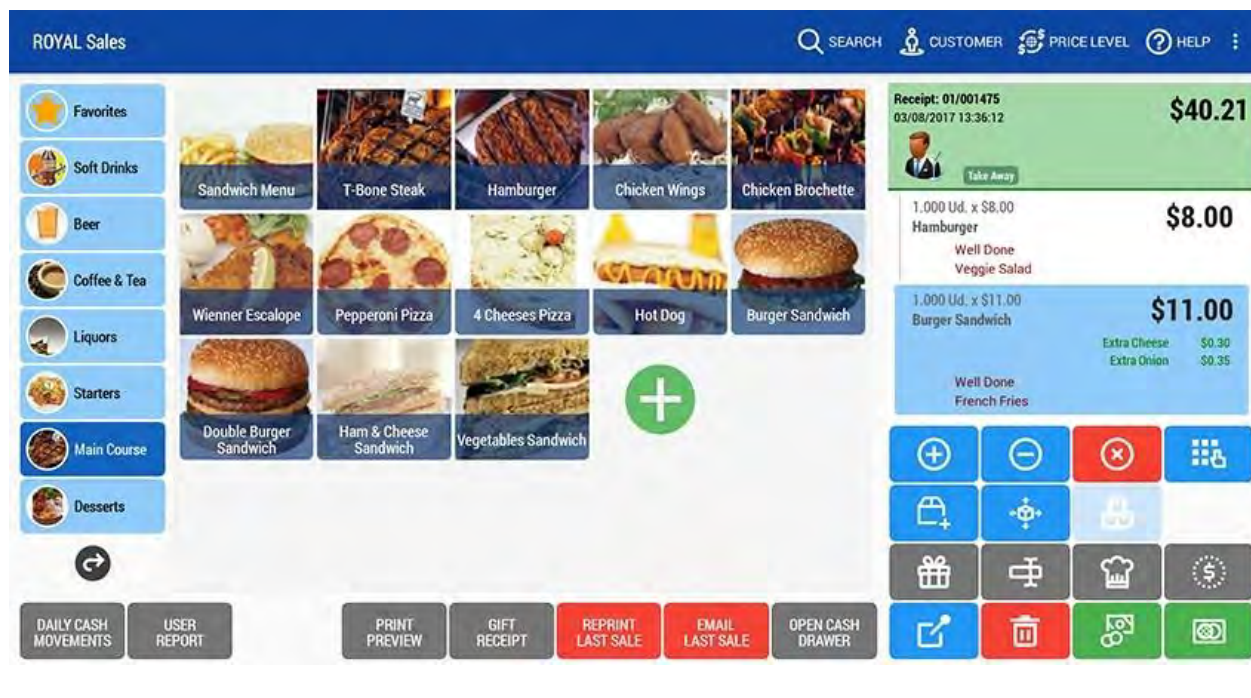 ROYAL Sales
SEARCH
CUSTOMER
PRICE LEVEL
HELP
Favorites
Soft Drinks
Beer
Coffee & Tea
Liquors
Starters
Main Course
Desserts
Sandwich Menu
T-Bone Steak
Hamburger
Chicken Wings
Chicken Brochette
Wienner Escalope
Pepperoni Pizza
4 Cheeses Pizza
Hot Dog
Burger Sandwich
Double Burger
Sandwich
Ham & Cheese
Sandwich
Vegetables Sandwich
Receipt: 01/001475
03/08/2017 13:36:12
$40.21
Take Away
1.000 Ud. x $8.00
Hamburger
$8.00
Well Done
Veggie Salad
1.000 Ud. x $11.00
Burger Sandwich
$11.00
Extra Cheese $0.30
Extra Onion $0.35
Well Done
French Fries
DAILY CASH
MOVEMENTS
USER
REPORT
PRINT
PREVIEW
GIFT
RECEIPT
REPRINT
LAST SALE
EMAIL
LAST SALE
OPEN CASH
DRAWER